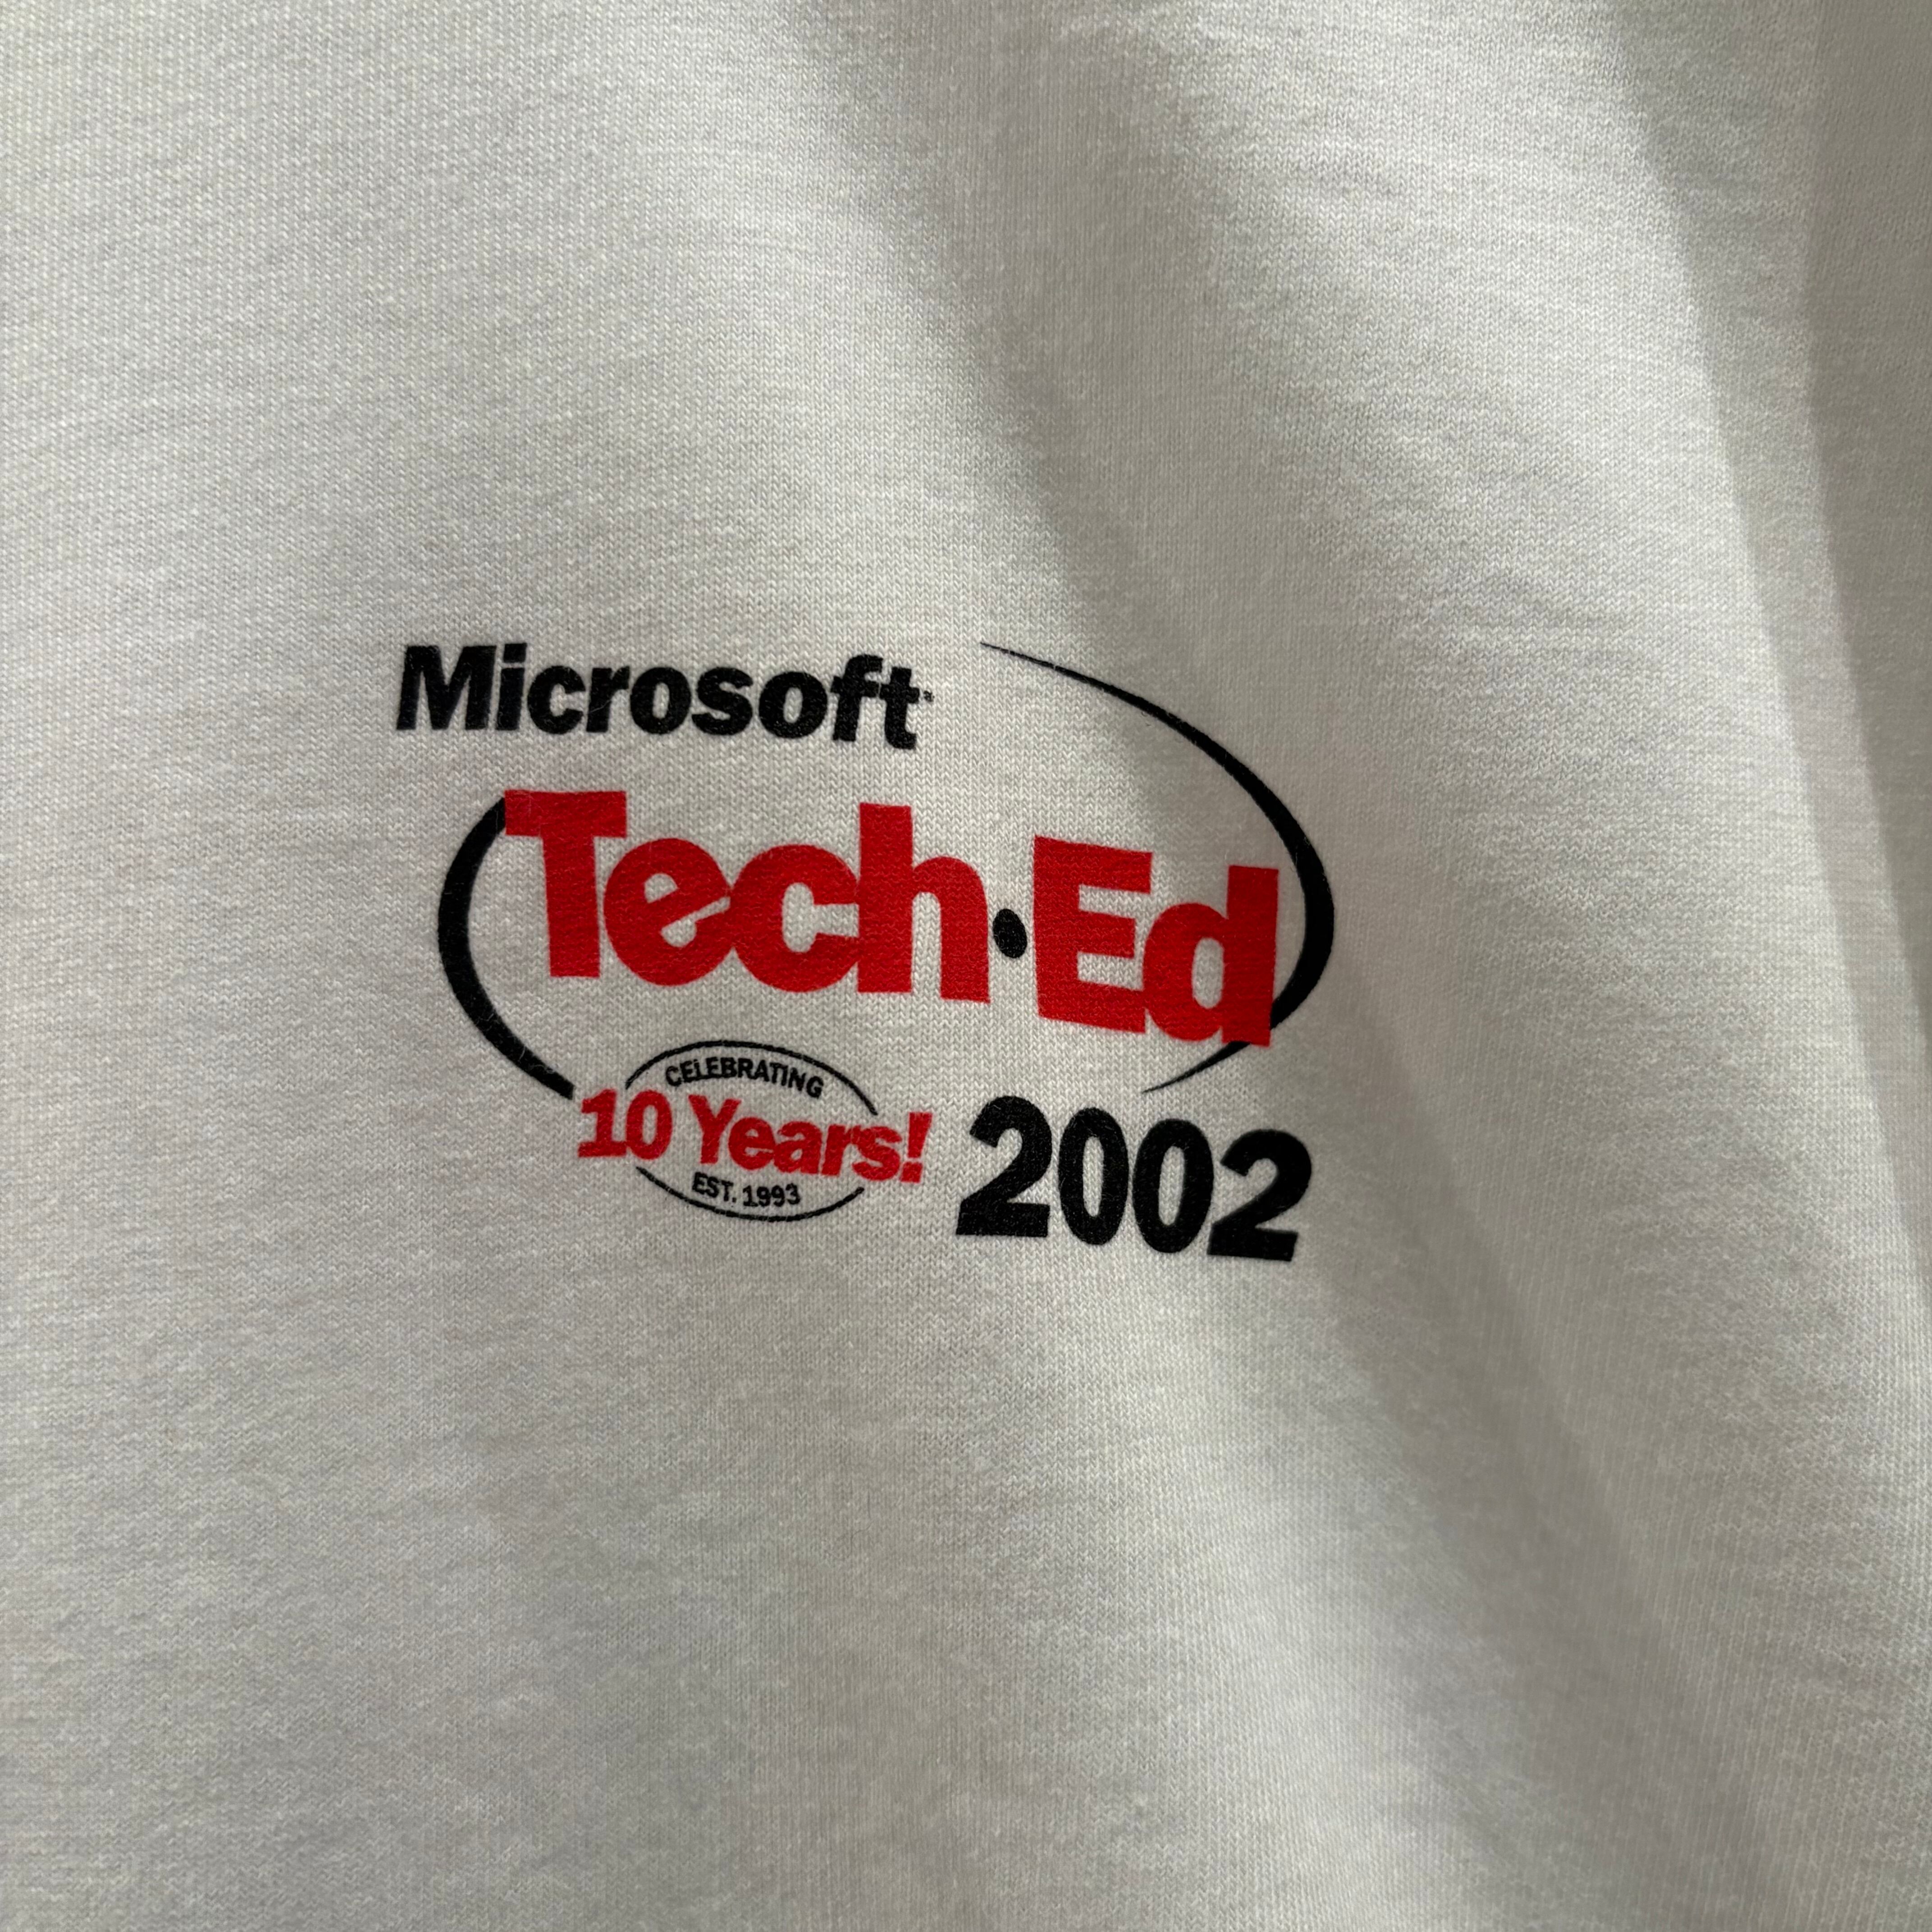 Microsoft
Tech·Ed
CELEBRATING
10 Years!
EST. 1993
2002